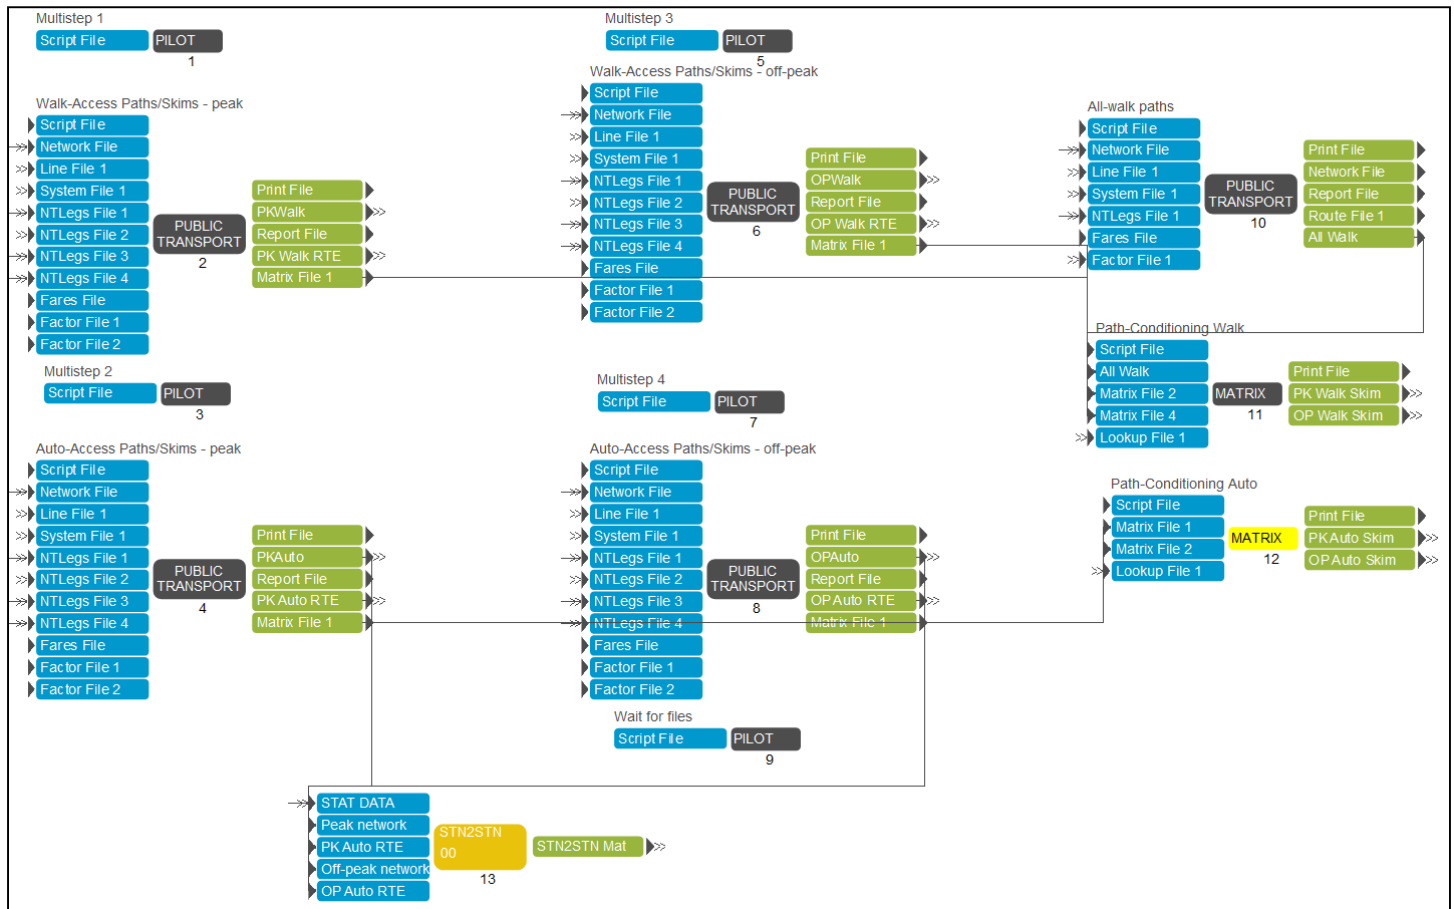 Multistep 1
Script File
PILOT
1
Walk-Access Paths/Skims - peak
Script File
Network File
Line File 1
System File 1
NTLegs File 1
NTLegs File 2
NTLegs File 3
NTLegs File 4
Fares File
Factor File 1
Factor File 2
PUBLIC
TRANSPORT
2
Print File
PKWalk
Report File
PK Walk RTE
Matrix File 1
Multistep 2
Script File
PILOT
3
Auto-Access Paths/Skims - peak
Script File
Network File
Line File 1
System File 1
NTLegs File 1
NTLegs File 2
NTLegs File 3
NTLegs File 4
Fares File
Factor File 1
Factor File 2
PUBLIC
TRANSPORT
4
Print File
PKAuto
Report File
PK Auto RTE
Matrix File 1
Multistep 3
Script File
PILOT
5
Walk-Access Paths/Skims - off-peak
Script File
Network File
Line File 1
System File 1
NTLegs File 1
NTLegs File 2
NTLegs File 3
NTLegs File 4
Fares File
Factor File 1
Factor File 2
PUBLIC
TRANSPORT
6
Print File
OPWalk
Report File
OP Walk RTE
Matrix File 1
Multistep 4
Script File
PILOT
7
Auto-Access Paths/Skims - off-peak
Script File
Network File
Line File 1
System File 1
NTLegs File 1
NTLegs File 2
NTLegs File 3
NTLegs File 4
Fares File
Factor File 1
Factor File 2
PUBLIC
TRANSPORT
8
Print File
OPAuto
Report File
OPAuto RTE
Matrix File 1
Wait for files
Script File
PILOT
9
All-walk paths
Script File
Network File
Line File 1
System File 1
NTLegs File 1
Fares File
Factor File 1
PUBLIC
TRANSPORT
10
Print File
Network File
Report File
Route File 1
All Walk
Path-Conditioning Walk
Script File
All Walk
Matrix File 2
Matrix File 4
Lookup File 1
MATRIX
11
Print File
PK Walk Skim
OP Walk Skim
Path-Conditioning Auto
Script File
Matrix File 1
Matrix File 2
Lookup File 1
MATRIX
12
Print File
PKAuto Skim
OPAuto Skim
STAT DATA
Peak network
PK Auto RTE
Off-peak network
OP Auto RTE
STN2STN
00
13
STN2STN Mat